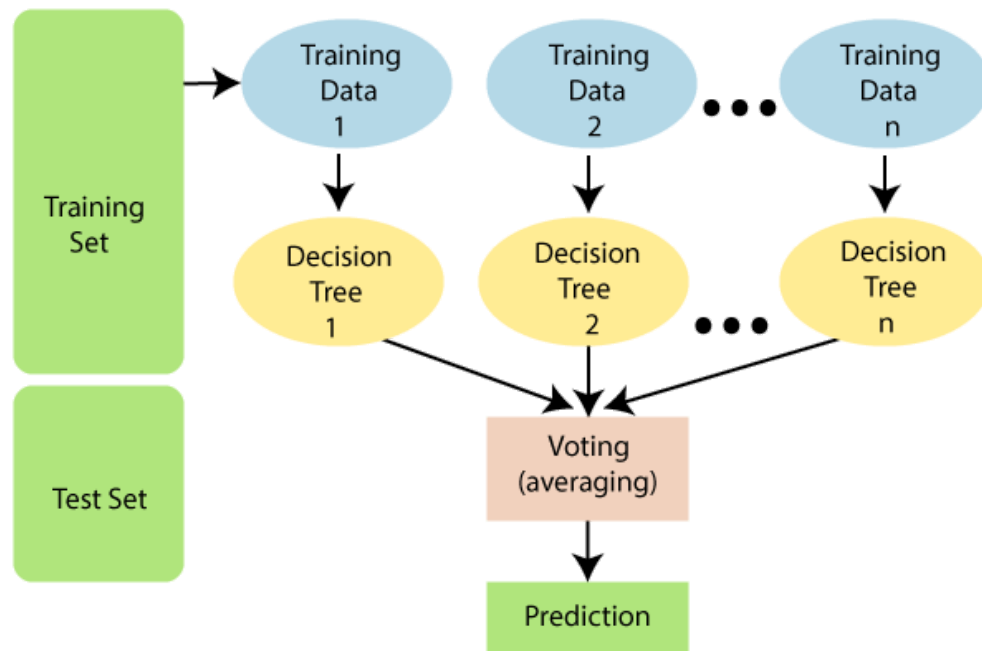 Training
Set
Test Set
Training
Data
1
Training
Data
2
Training
Data
n
Decision
Tree
1
Decision
Tree
2
Decision
Tree
n
Voting
(averaging)
Prediction